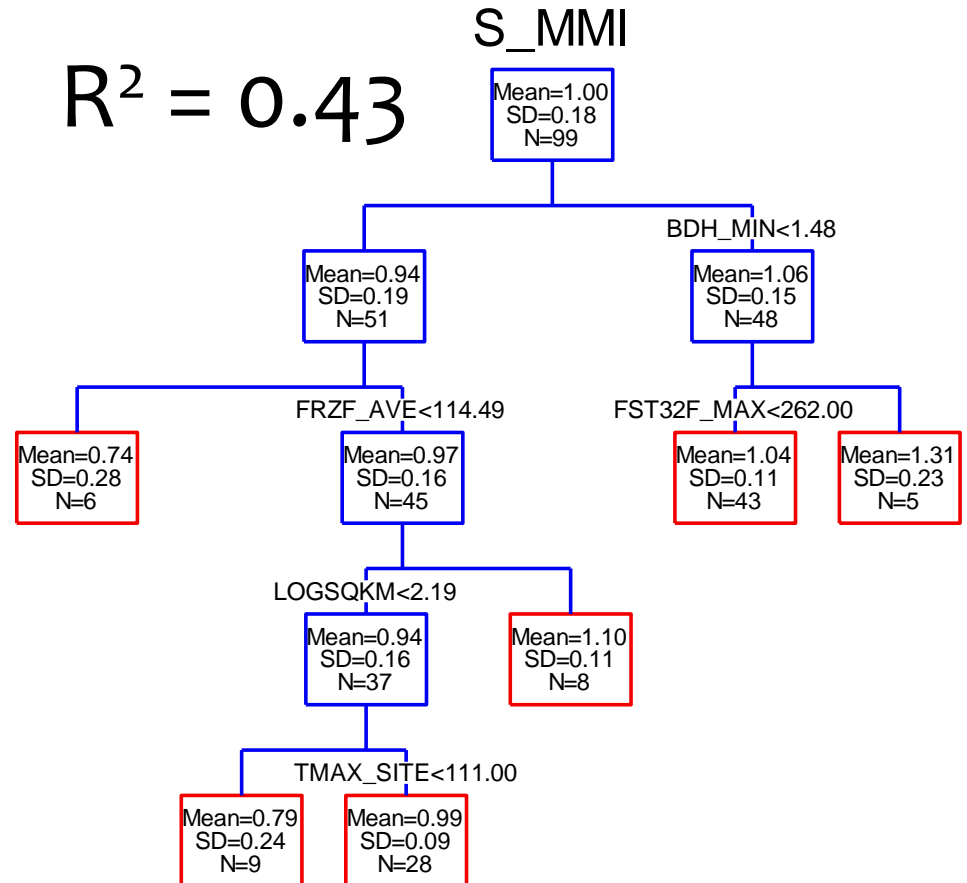 S_MMI
R² = 0.43
Mean=1.00
SD=0.18
N=99
BDH_MIN<1.48
Mean=0.94
SD=0.19
N=51
Mean=1.06
SD=0.15
N=48
FRZF_AVE<114.49
FST32F_MAX<262.00
Mean=0.74
SD=0.28
N=6
Mean=0.97
SD=0.16
N=45
Mean=1.04
SD=0.11
N=43
Mean=1.31
SD=0.23
N=5
LOGSQKM<2.19
Mean=0.94
SD=0.16
N=37
Mean=1.10
SD=0.11
N=8
TMAX_SITE<111.00
Mean=0.79
SD=0.24
N=9
Mean=0.99
SD=0.09
N=28